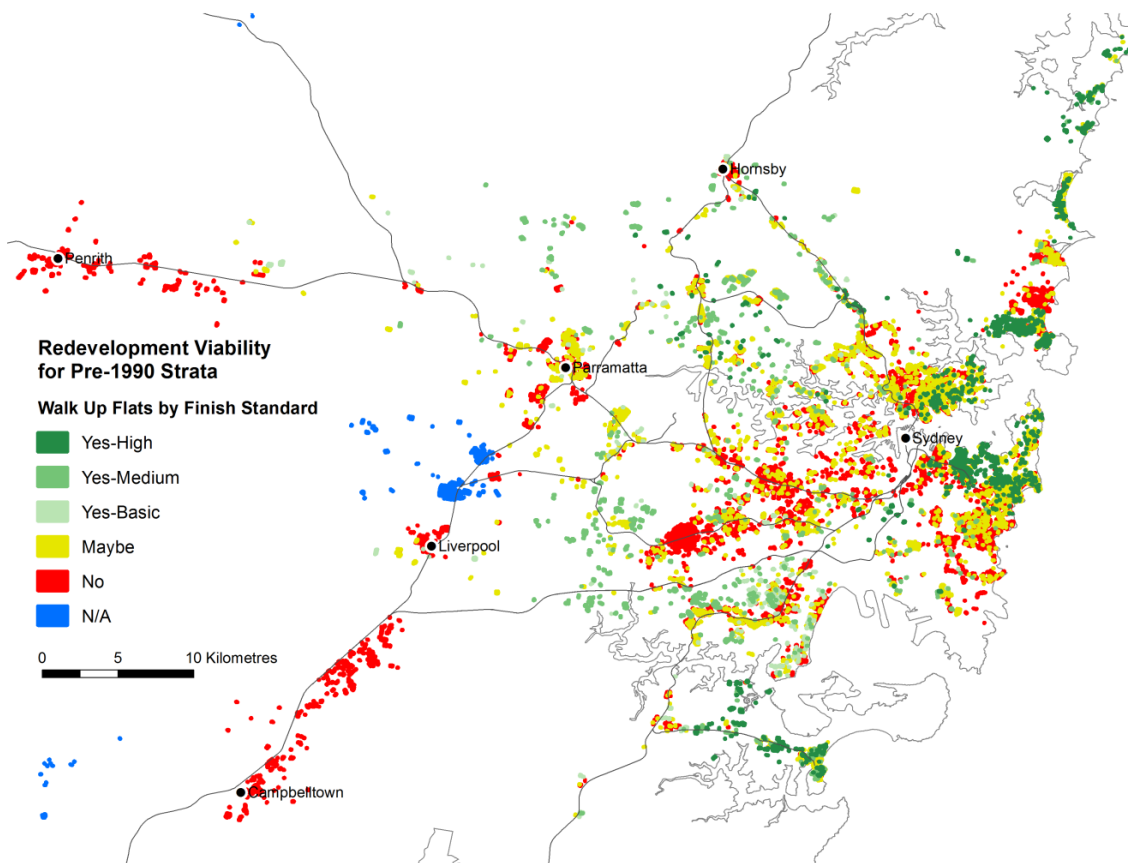 Hornsby
Penrith
Redevelopment Viability
for Pre-1990 Strata
Parramatta
Walk Up Flats by Finish Standard
Yes-High
Sydney
Yes-Medium
Yes-Basic
Maybe
Liverpool
No
N/A
0 5 10 Kilometres
Campbelltown